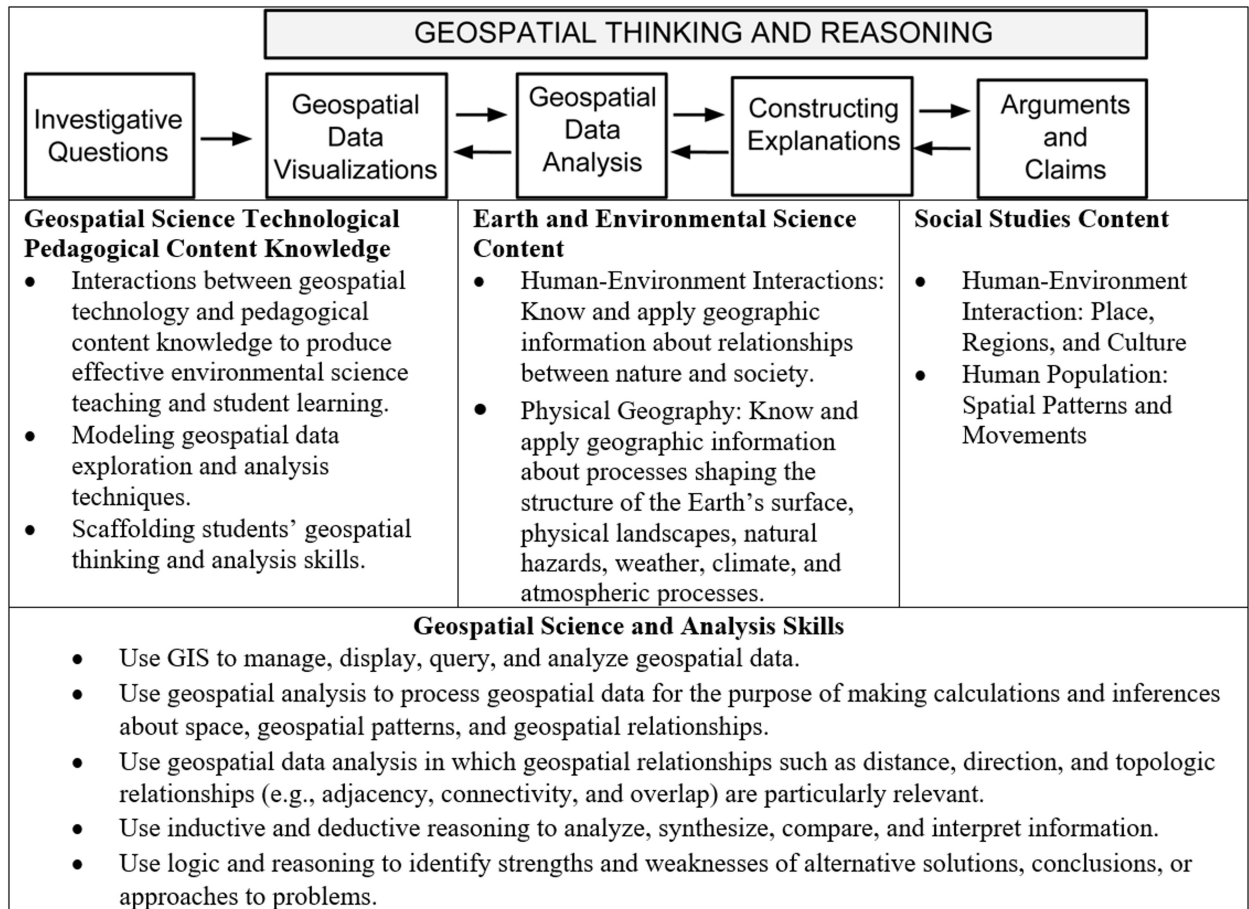 GEOSPATIAL THINKING AND REASONING
Investigative
Questions
Geospatial
Data
Visualizations
Geospatial
Data
Analysis
Constructing
Explanations
Arguments
and
Claims
Geospatial Science Technological
Pedagogical Content Knowledge
• Interactions between geospatial
technology and pedagogical
content knowledge to produce
effective environmental science
teaching and student learning.
• Modeling geospatial data
exploration and analysis
techniques.
• Scaffolding students’ geospatial
thinking and analysis skills.
Earth and Environmental Science
Content
• Human-Environment Interactions:
Know and apply geographic
information about relationships
between nature and society.
• Physical Geography: Know and
apply geographic information
about processes shaping the
structure of the Earth’s surface,
physical landscapes, natural
hazards, weather, climate, and
atmospheric processes.
Social Studies Content
• Human-Environment
Interaction: Place,
Regions, and Culture
• Human Population:
Spatial Patterns and
Movements
Geospatial Science and Analysis Skills
• Use GIS to manage, display, query, and analyze geospatial data.
• Use geospatial analysis to process geospatial data for the purpose of making calculations and inferences
about space, geospatial patterns, and geospatial relationships.
• Use geospatial data analysis in which geospatial relationships such as distance, direction, and topologic
relationships (e.g., adjacency, connectivity, and overlap) are particularly relevant.
• Use inductive and deductive reasoning to analyze, synthesize, compare, and interpret information.
• Use logic and reasoning to identify strengths and weaknesses of alternative solutions, conclusions, or
approaches to problems.